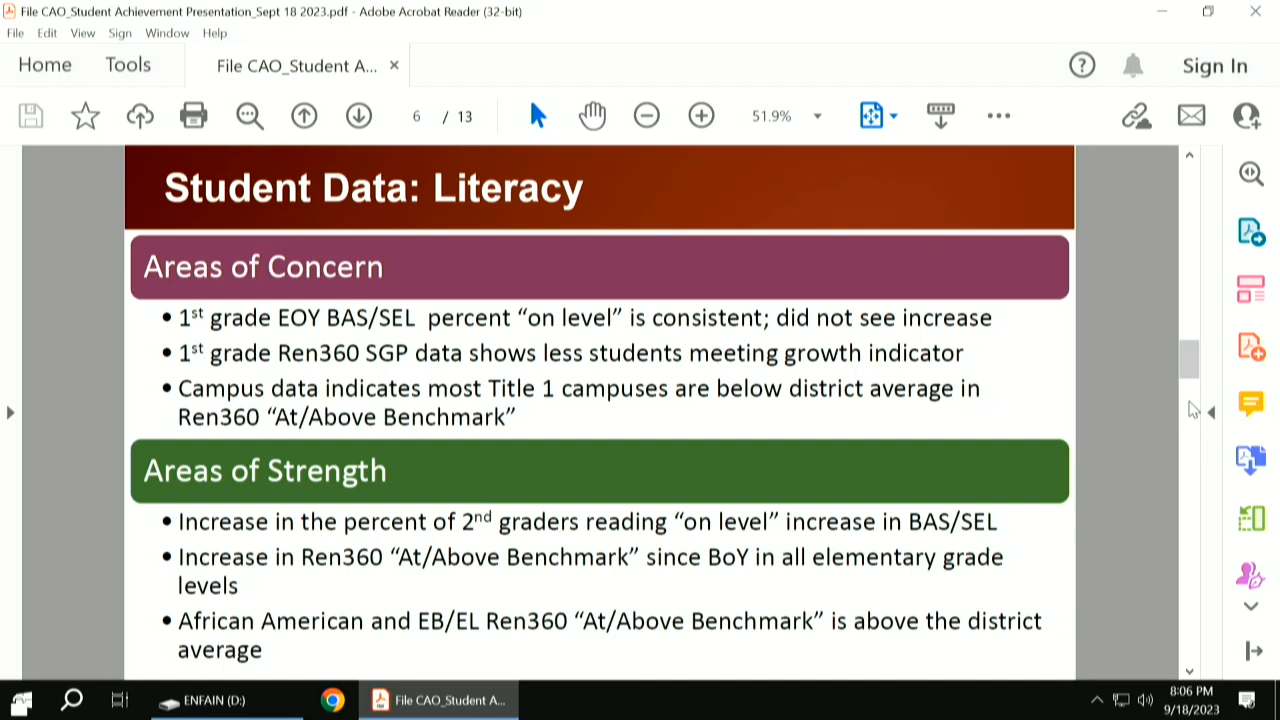 File CAO_Student Achievement Presentation_Sept 18 2023.pdf - Adobe Acrobat Reader (32-bit)
File Edit View Sign Window Help
Home Tools File CAO_Student A... Sign In
6 / 13 51.9%
Student Data: Literacy
Areas of Concern
• 1st grade EOY BAS/SEL percent “on level” is consistent; did not see increase
• 1st grade Ren360 SGP data shows less students meeting growth indicator
• Campus data indicates most Title 1 campuses are below district average in
Ren360 “At/Above Benchmark”
Areas of Strength
• Increase in the percent of 2nd graders reading “on level” increase in BAS/SEL
• Increase in Ren360 “At/Above Benchmark” since BoY in all elementary grade
levels
• African American and EB/EL Ren360 “At/Above Benchmark” is above the district
average
ENFAIN (D:) File CAO_Student A... 8:06 PM
9/18/2023